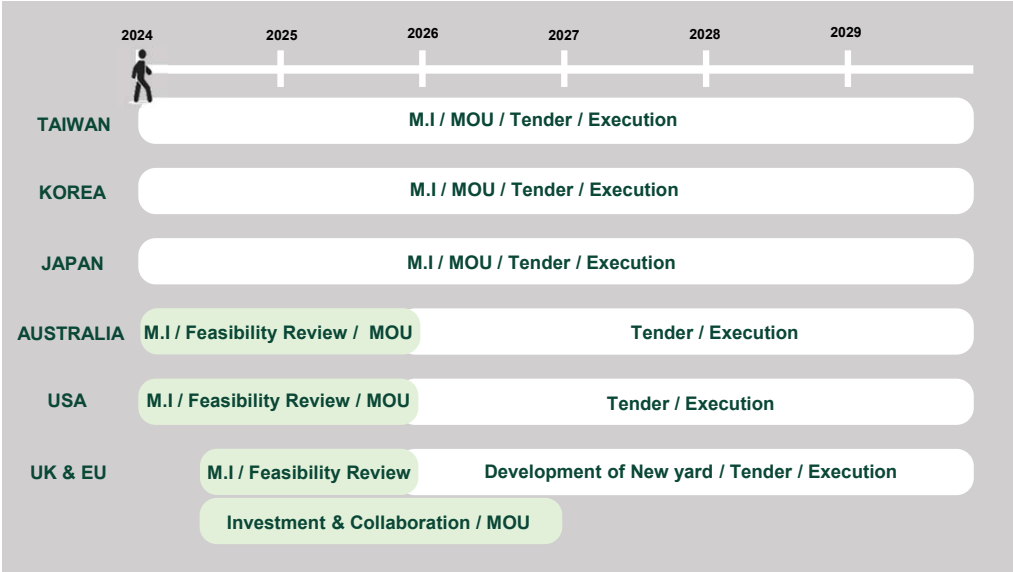 2024 2025 2026 2027 2028 2029
TAIWAN M.I / MOU / Tender / Execution
KOREA M.I / MOU / Tender / Execution
JAPAN M.I / MOU / Tender / Execution
AUSTRALIA M.I / Feasibility Review / MOU Tender / Execution
USA M.I / Feasibility Review / MOU Tender / Execution
UK & EU M.I / Feasibility Review Development of New yard / Tender / Execution
Investment & Collaboration / MOU